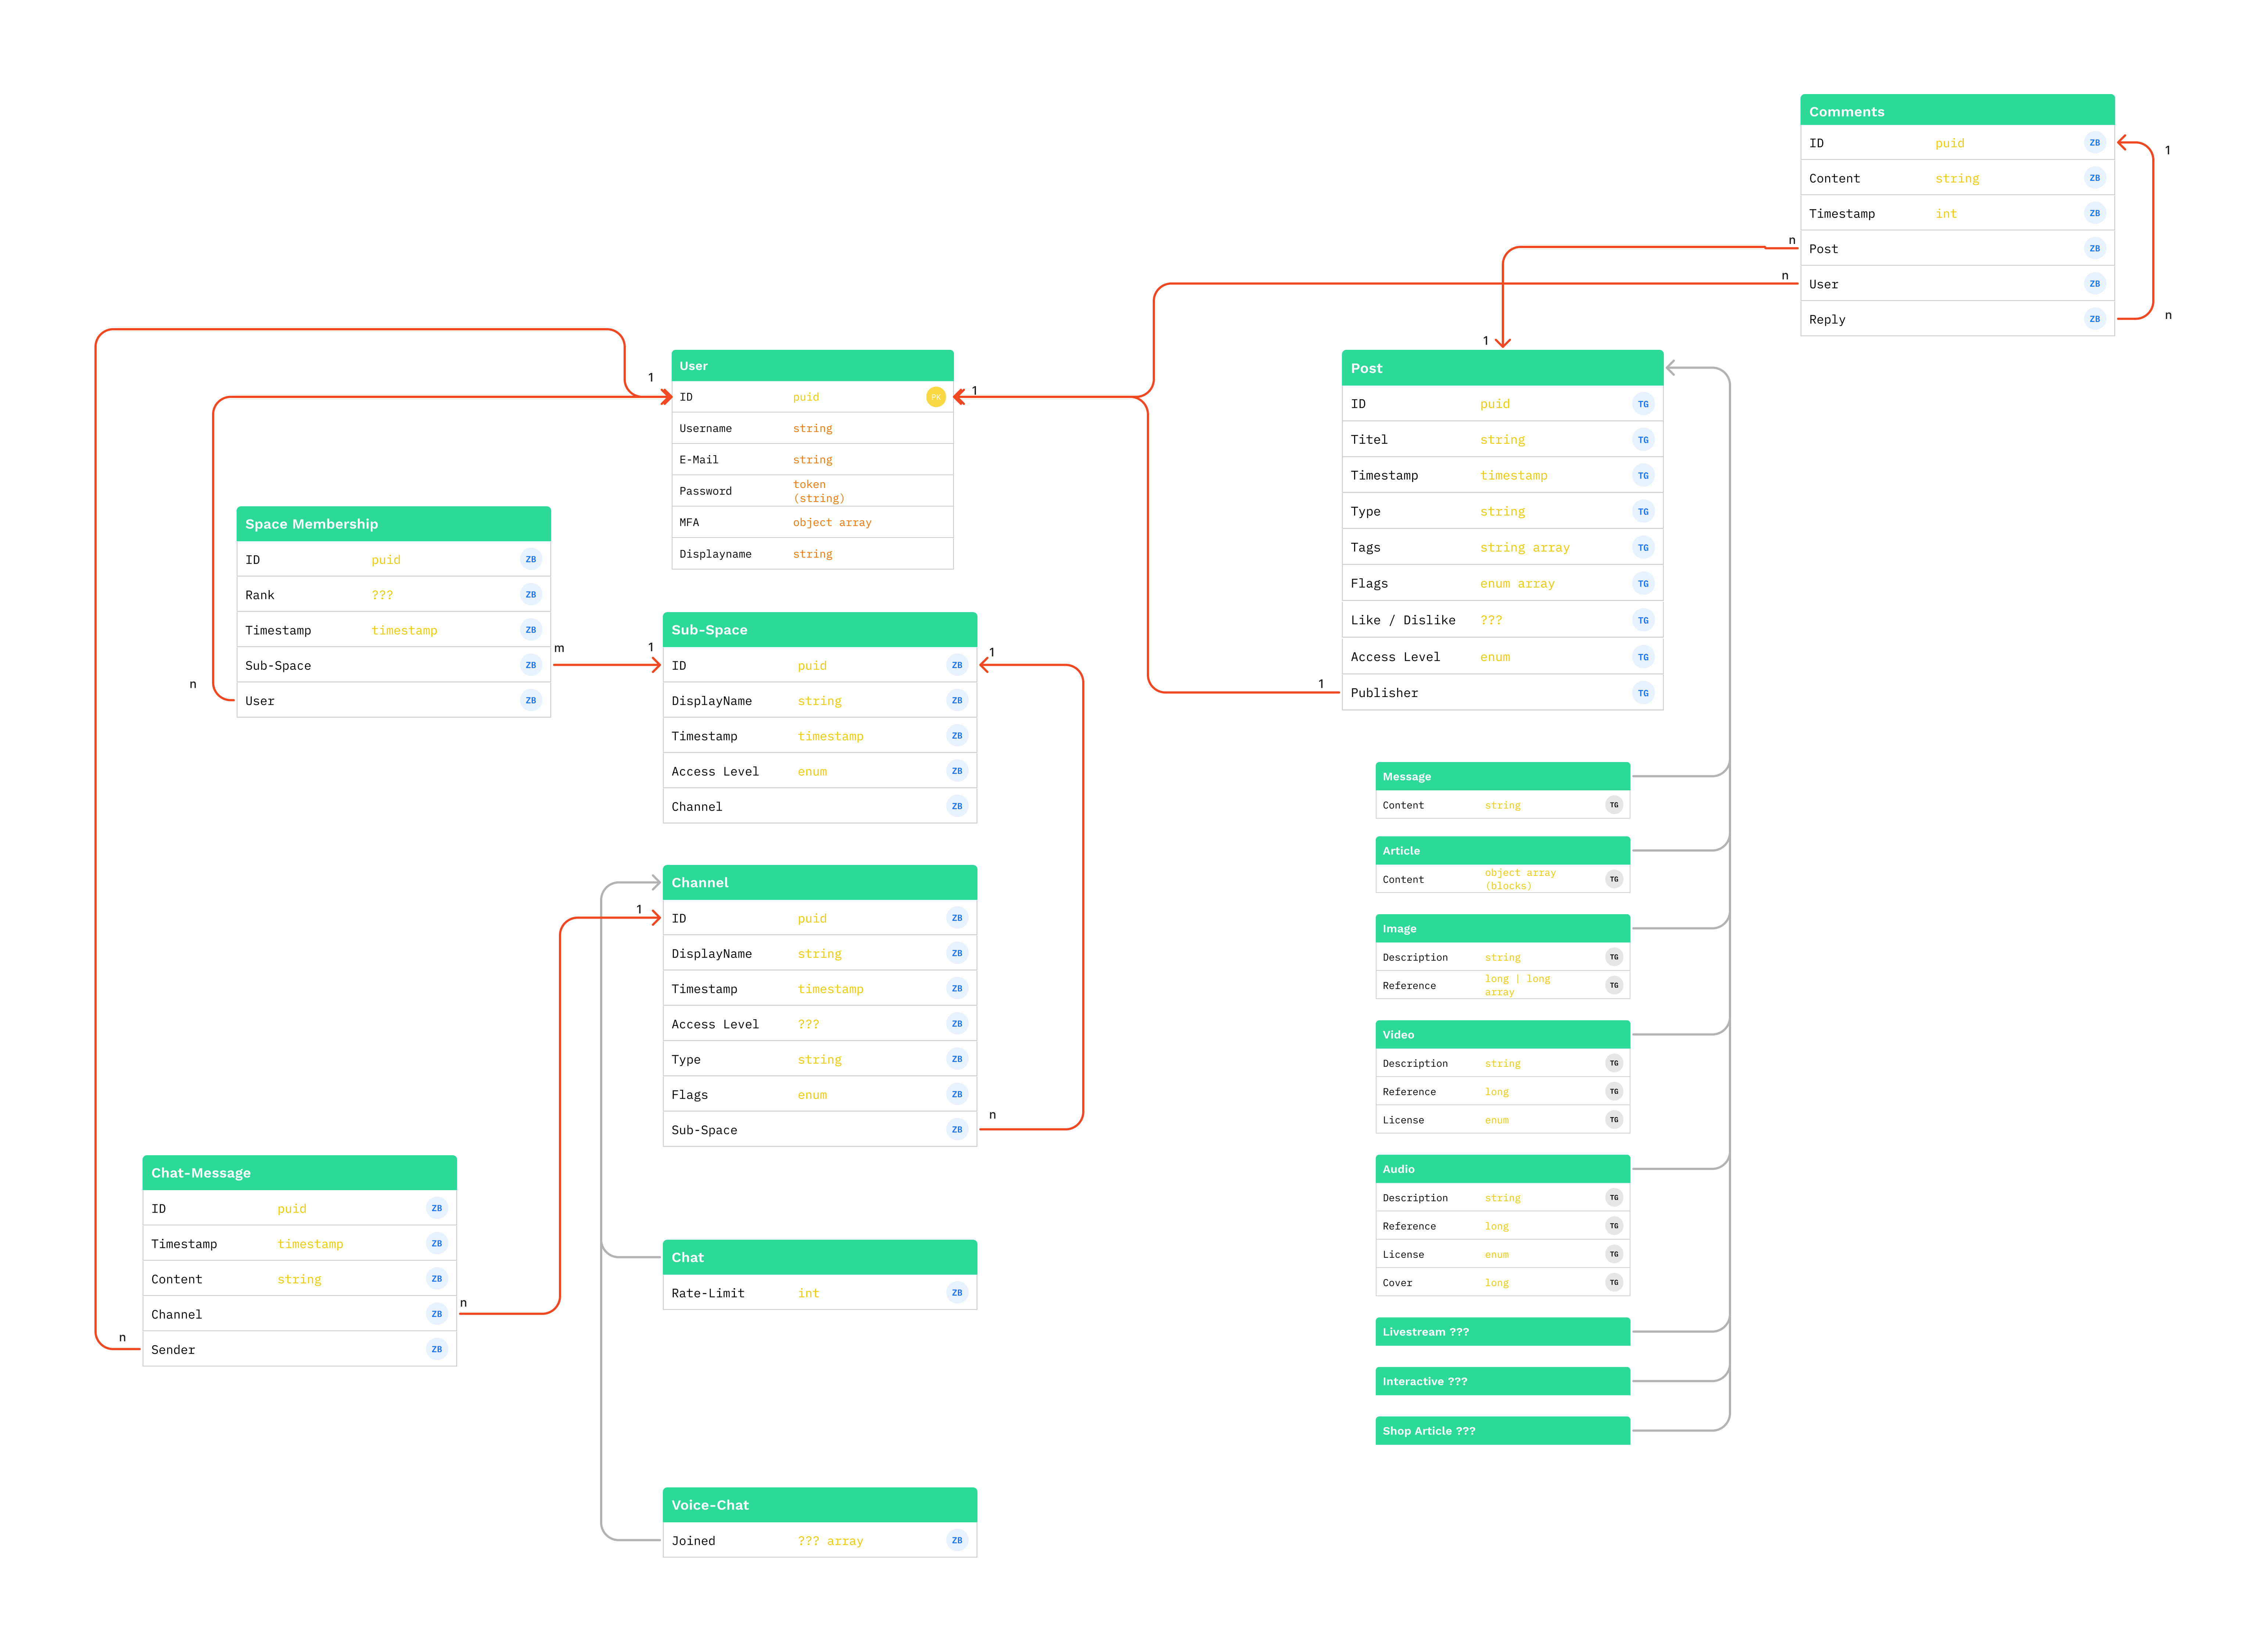 Comments
ID puid ZB
Content string ZB
Timestamp int ZB
Post ZB
User ZB
Reply ZB
1
n
n
n
User
ID puid PK
Username string
E-Mail string
Password token
(string)
MFA object array
Displayname string
1
1
Post
ID puid TG
Titel string TG
Timestamp timestamp TG
Type string TG
Tags string array TG
Flags enum array TG
Like / Dislike ??? TG
Access Level enum TG
Publisher TG
1
1
Space Membership
ID puid ZB
Rank ??? ZB
Timestamp timestamp ZB
Sub-Space ZB
User ZB
m
n
Sub-Space
ID puid ZB
DisplayName string ZB
Timestamp timestamp ZB
Access Level enum ZB
Channel ZB
1
1
Channel
ID puid ZB
DisplayName string ZB
Timestamp timestamp ZB
Access Level ??? ZB
Type string ZB
Flags enum ZB
Sub-Space ZB
1
n
Message
Content string TG
Article
Content object array
(blocks) TG
Image
Description string TG
Reference long | long
array TG
Video
Description string TG
Reference long TG
License enum TG
Audio
Description string TG
Reference long TG
License enum TG
Cover long TG
Livestream ???
Interactive ???
Shop Article ???
Chat-Message
ID puid ZB
Timestamp timestamp ZB
Content string ZB
Channel ZB
Sender ZB
n
n
Chat
Rate-Limit int ZB
Voice-Chat
Joined ??? array ZB